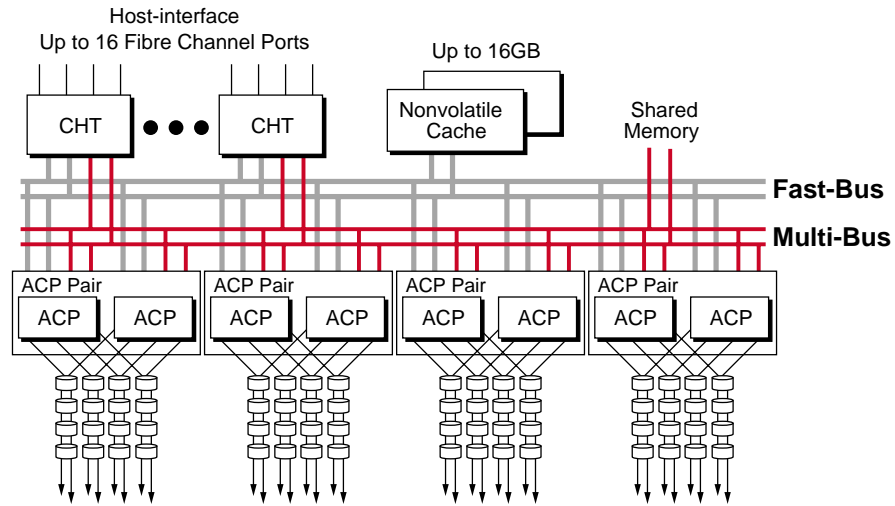 Host-interface
Up to 16 Fibre Channel Ports
Up to 16GB
CHT
CHT
Nonvolatile
Cache
Shared
Memory
Fast-Bus
Multi-Bus
ACP Pair
ACP Pair
ACP Pair
ACP Pair
ACP
ACP
ACP
ACP
ACP
ACP
ACP
ACP